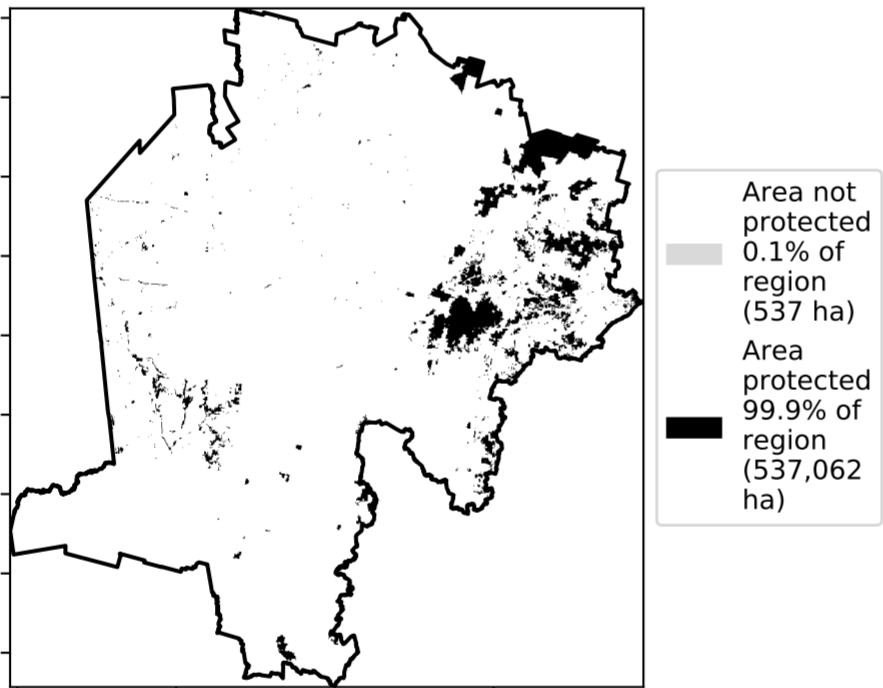 Area not
protected
0.1% of
region
(537 ha)
Area
protected
99.9% of
region
(537,062
ha)